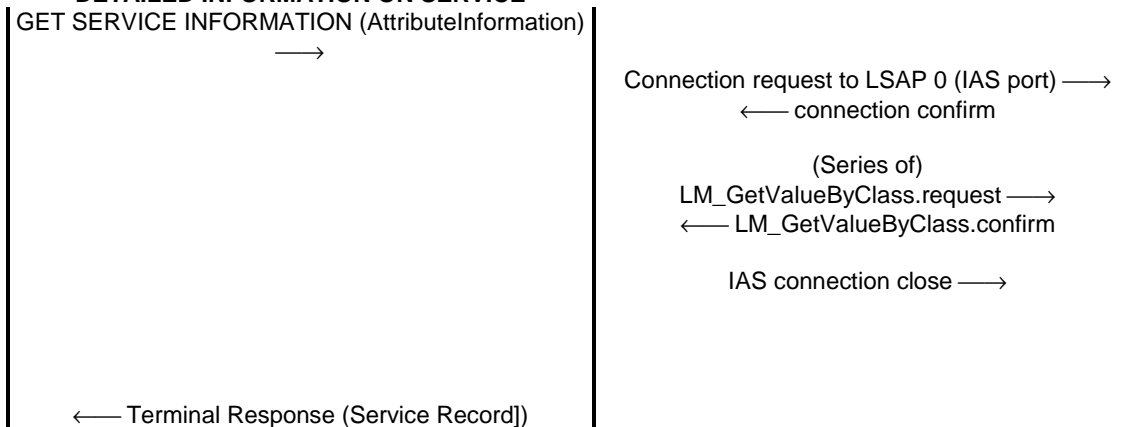 DETAILED INFORMATION ON SERVICE
GET SERVICE INFORMATION (AttributeInformation)
⟶
Connection request to LSAP 0 (IAS port) ⟶
⟵ connection confirm
(Series of)
LM_GetValueByClass.request ⟶
⟵ LM_GetValueByClass.confirm
IAS connection close ⟶
⟵ Terminal Response (Service Record])